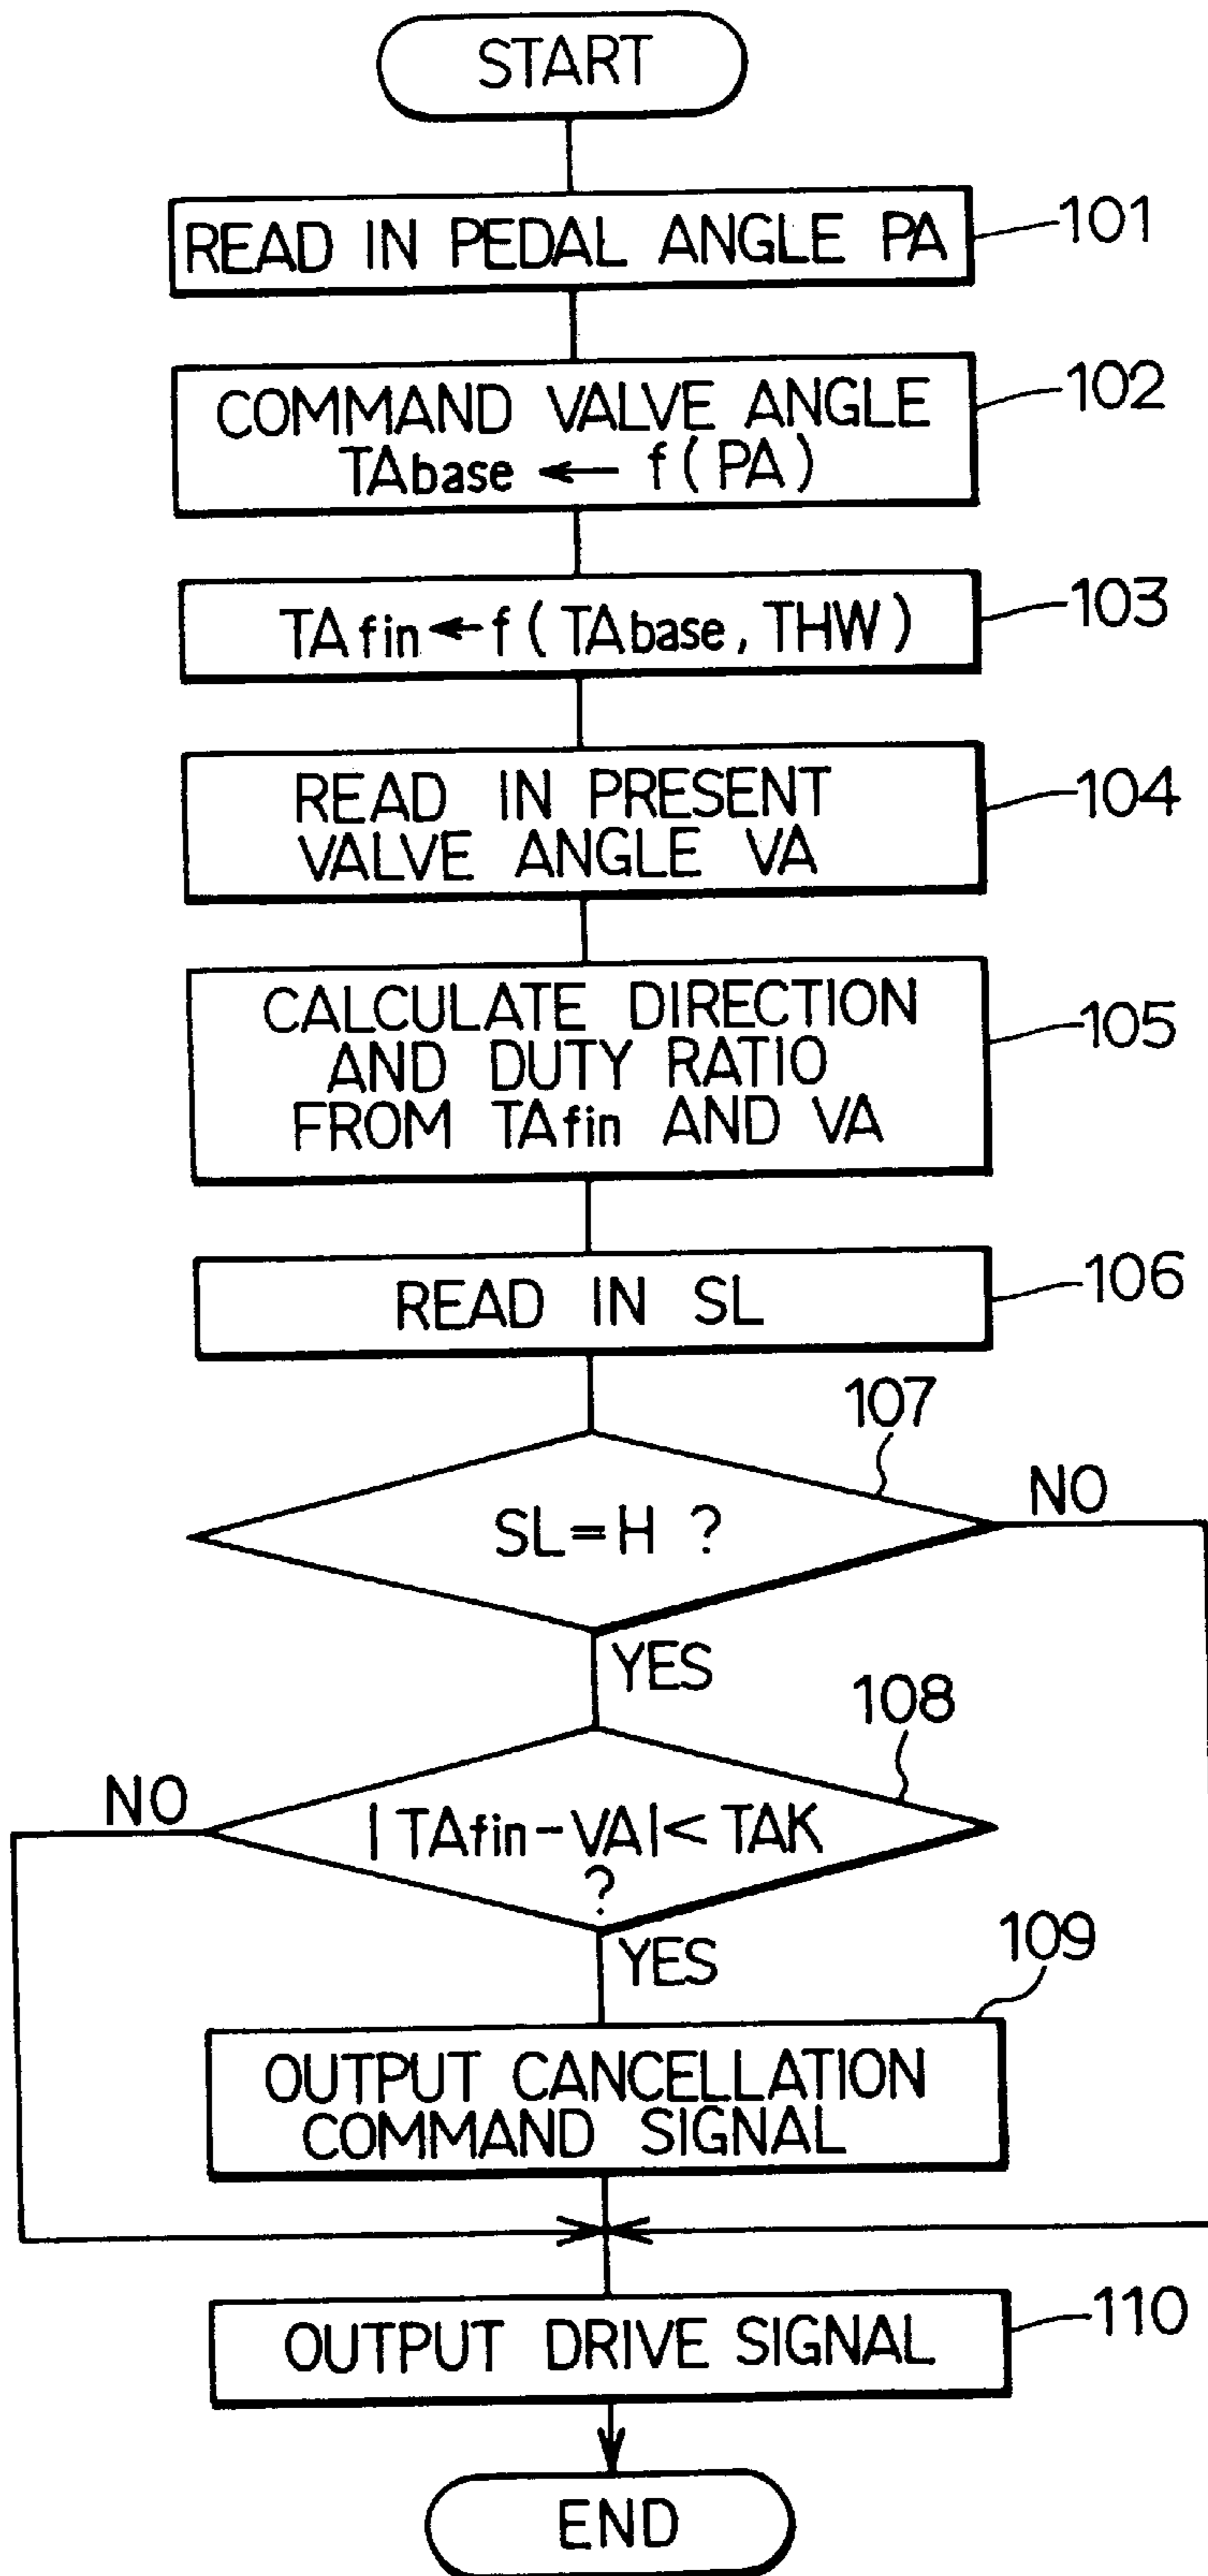 START
READ IN PEDAL ANGLE PA
101
COMMAND VALVE ANGLE
TAbase ← f(PA)
102
TAfin ← f(TAbase, THW)
103
READ IN PRESENT
VALVE ANGLE VA
104
CALCULATE DIRECTION
AND DUTY RATIO
FROM TAfin AND VA
105
READ IN SL
106
107
SL=H ?
NO
YES
108
NO
|TAfin-VA|< TAK
?
YES
109
OUTPUT CANCELLATION
COMMAND SIGNAL
OUTPUT DRIVE SIGNAL
110
END